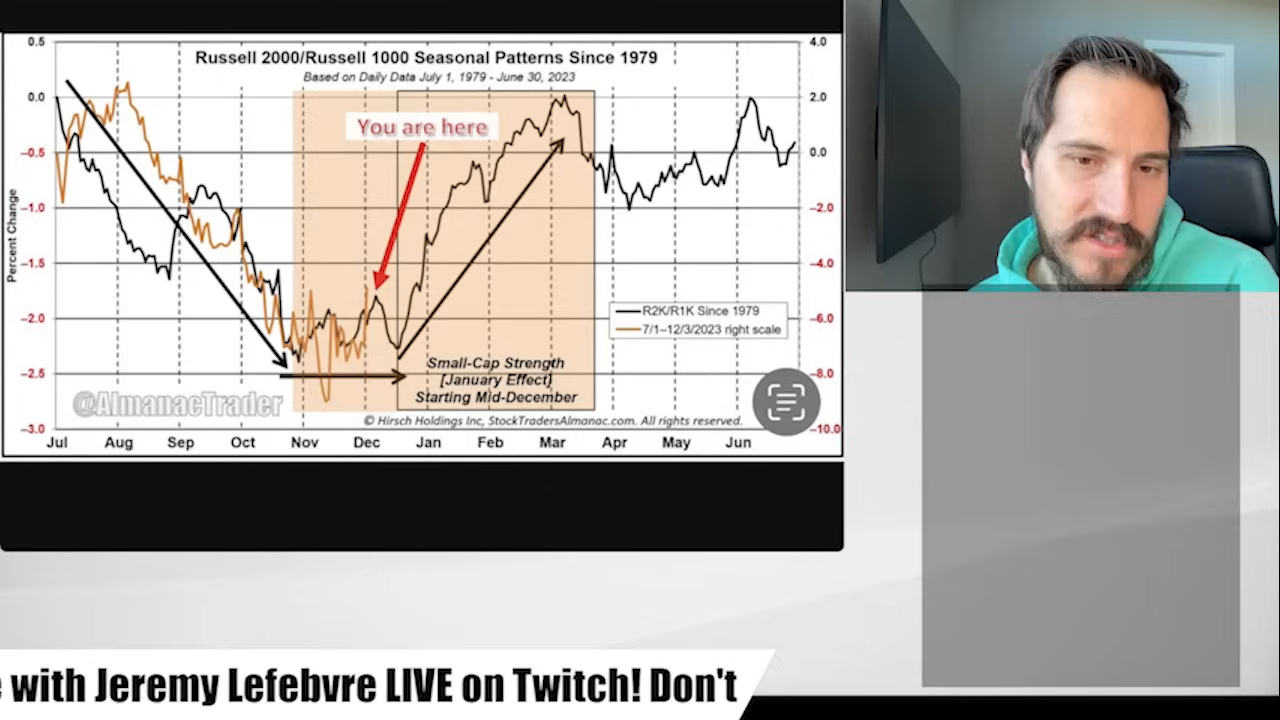 Russell 2000/Russell 1000 Seasonal Patterns Since 1979
Based on Daily Data July 1, 1979 - June 30, 2023
0.5
0.0
−0.5
−1.0
−1.5
−2.0
−2.5
−3.0
Percent Change
4.0
2.0
0.0
−2.0
−4.0
−6.0
−8.0
−10.0
You are here
R2K/R1K Since 1979
7/1–12/3/2023 right scale
Small-Cap Strength
[January Effect)
Starting Mid-December
@AlmanacTrader
© Hirsch Holdings Inc, StockTradersAlmanac.com. All rights reserved.
Jul Aug Sep Oct Nov Dec Jan Feb Mar Apr May Jun
with Jeremy Lefebvre LIVE on Twitch! Don't